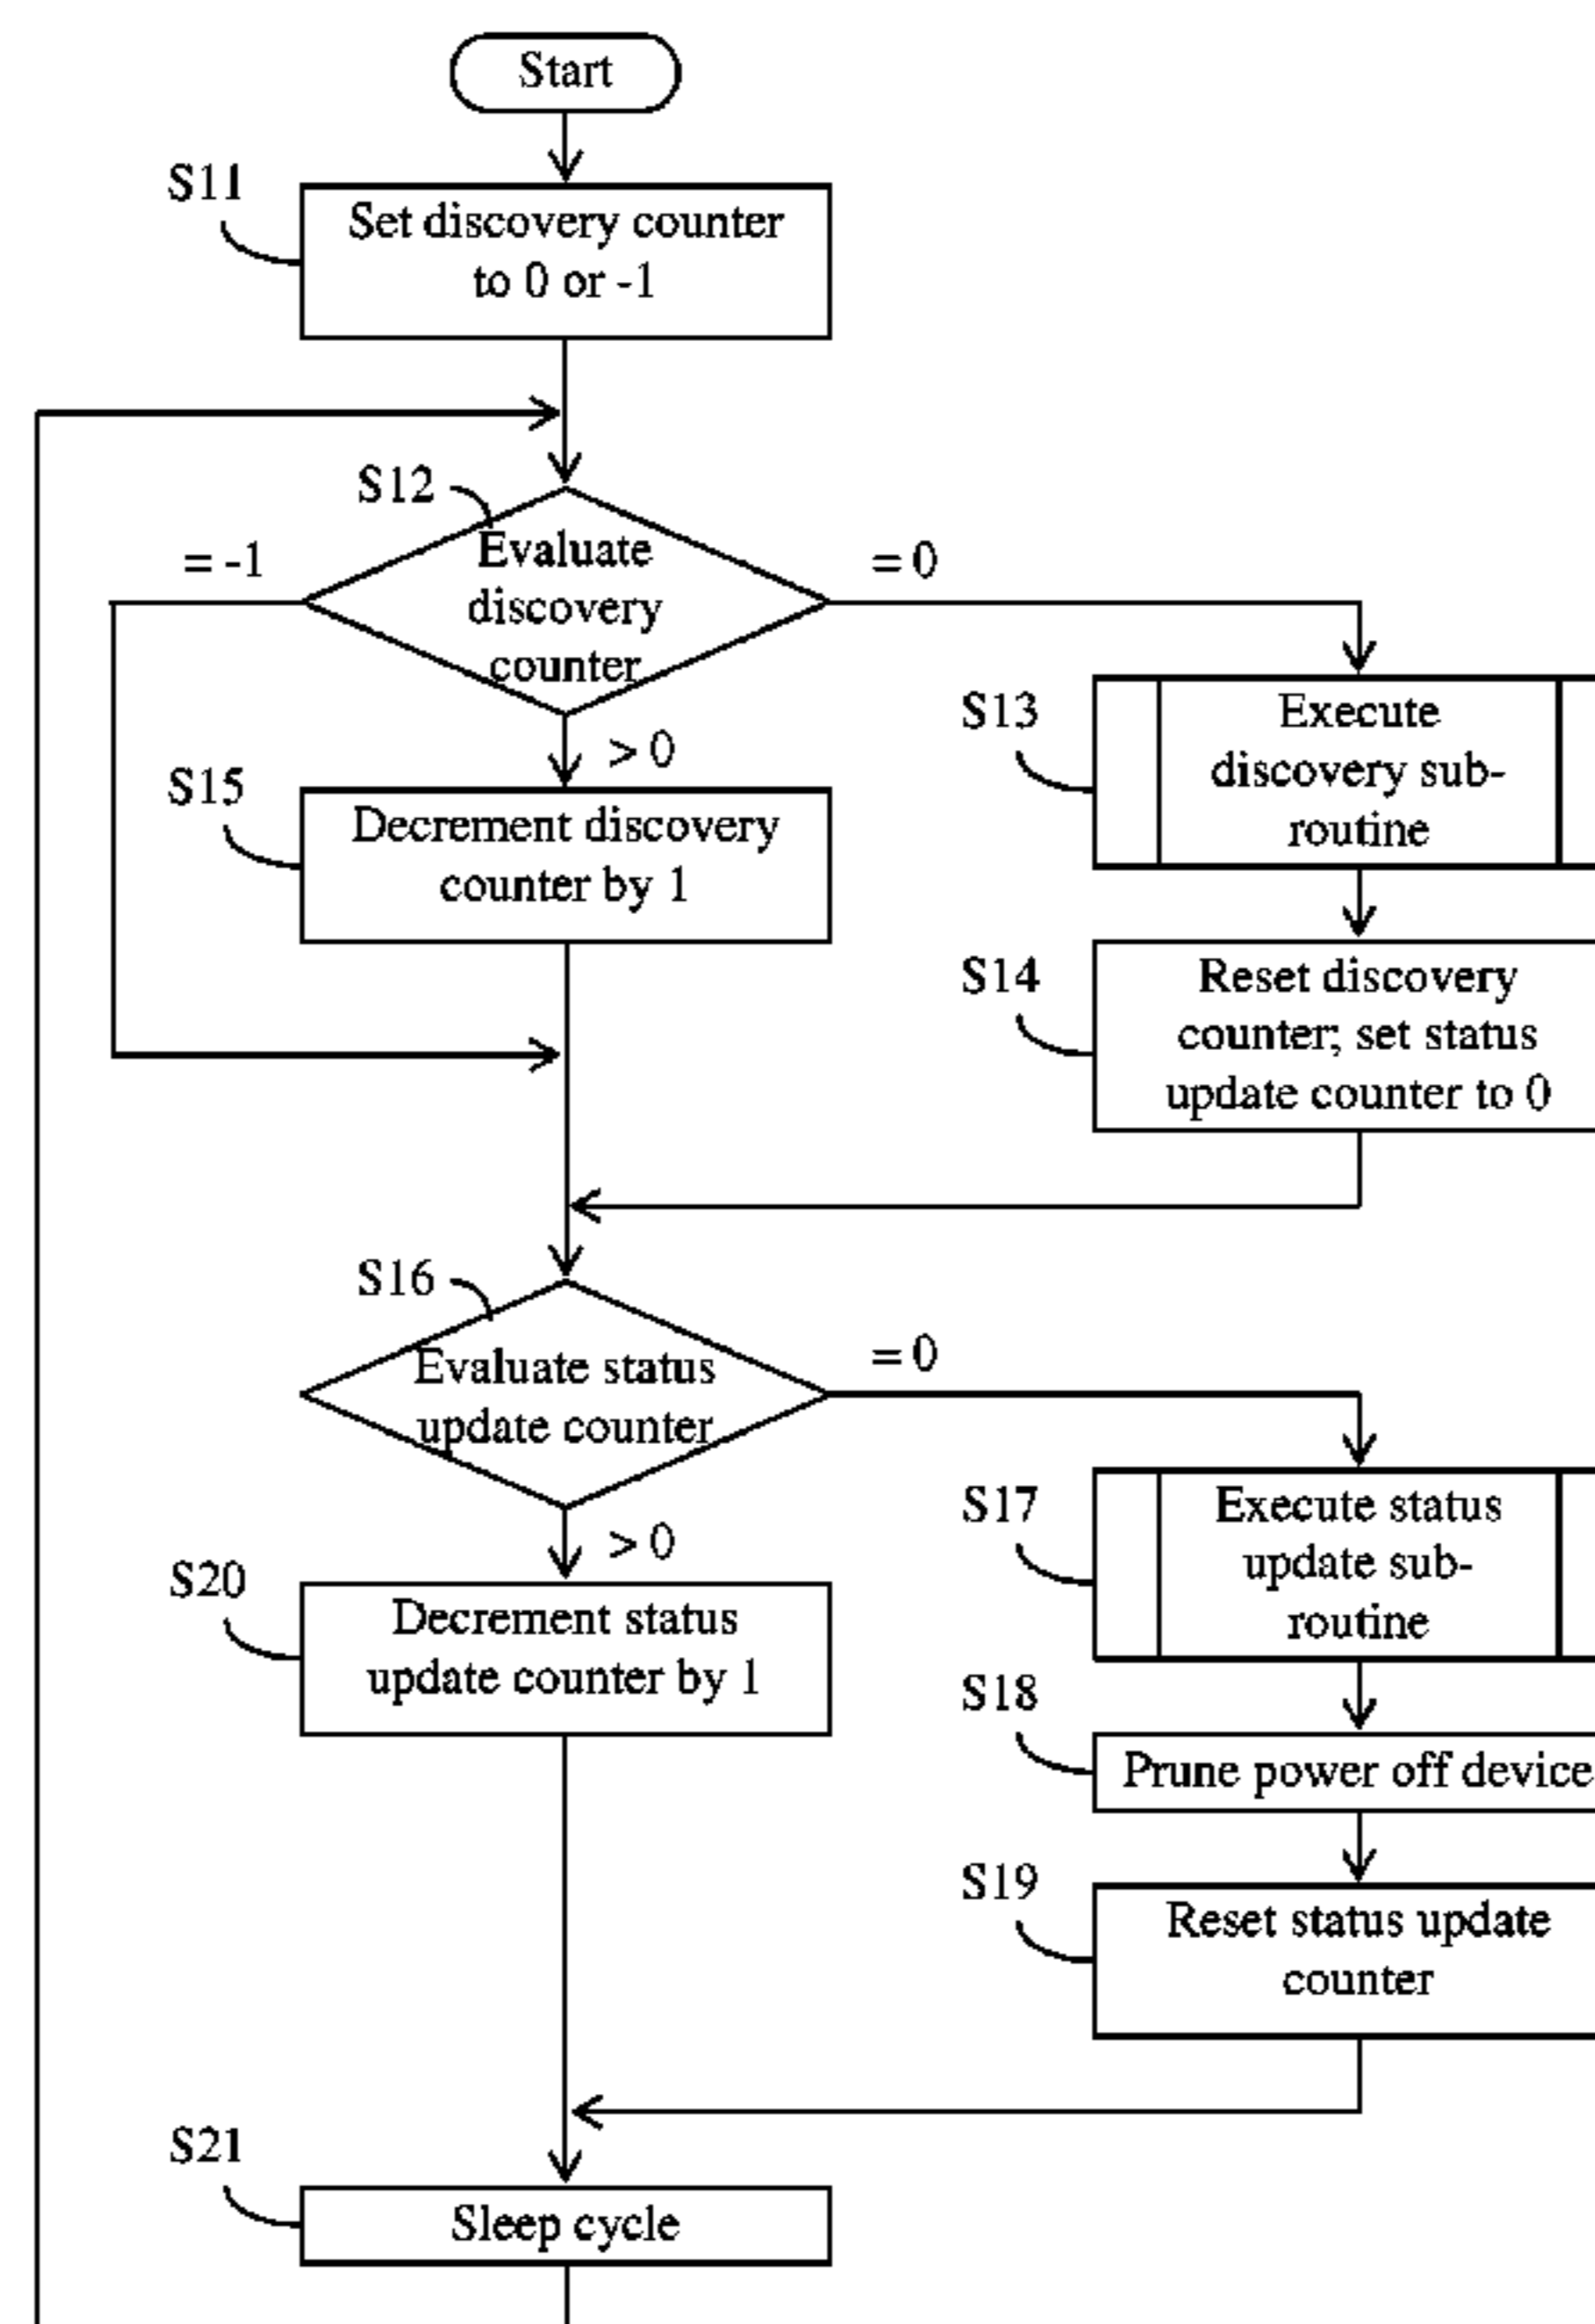 Start
S11
Set discovery counter
to 0 or -1
S12
Evaluate
discovery
counter
= -1
= 0
> 0
S13
Execute
discovery sub-
routine
S15
Decrement discovery
counter by 1
S14
Reset discovery
counter; set status
update counter to 0
S16
Evaluate status
update counter
= 0
> 0
S17
Execute status
update sub-
routine
S20
Decrement status
update counter by 1
S18
Prune power off device
S19
Reset status update
counter
S21
Sleep cycle